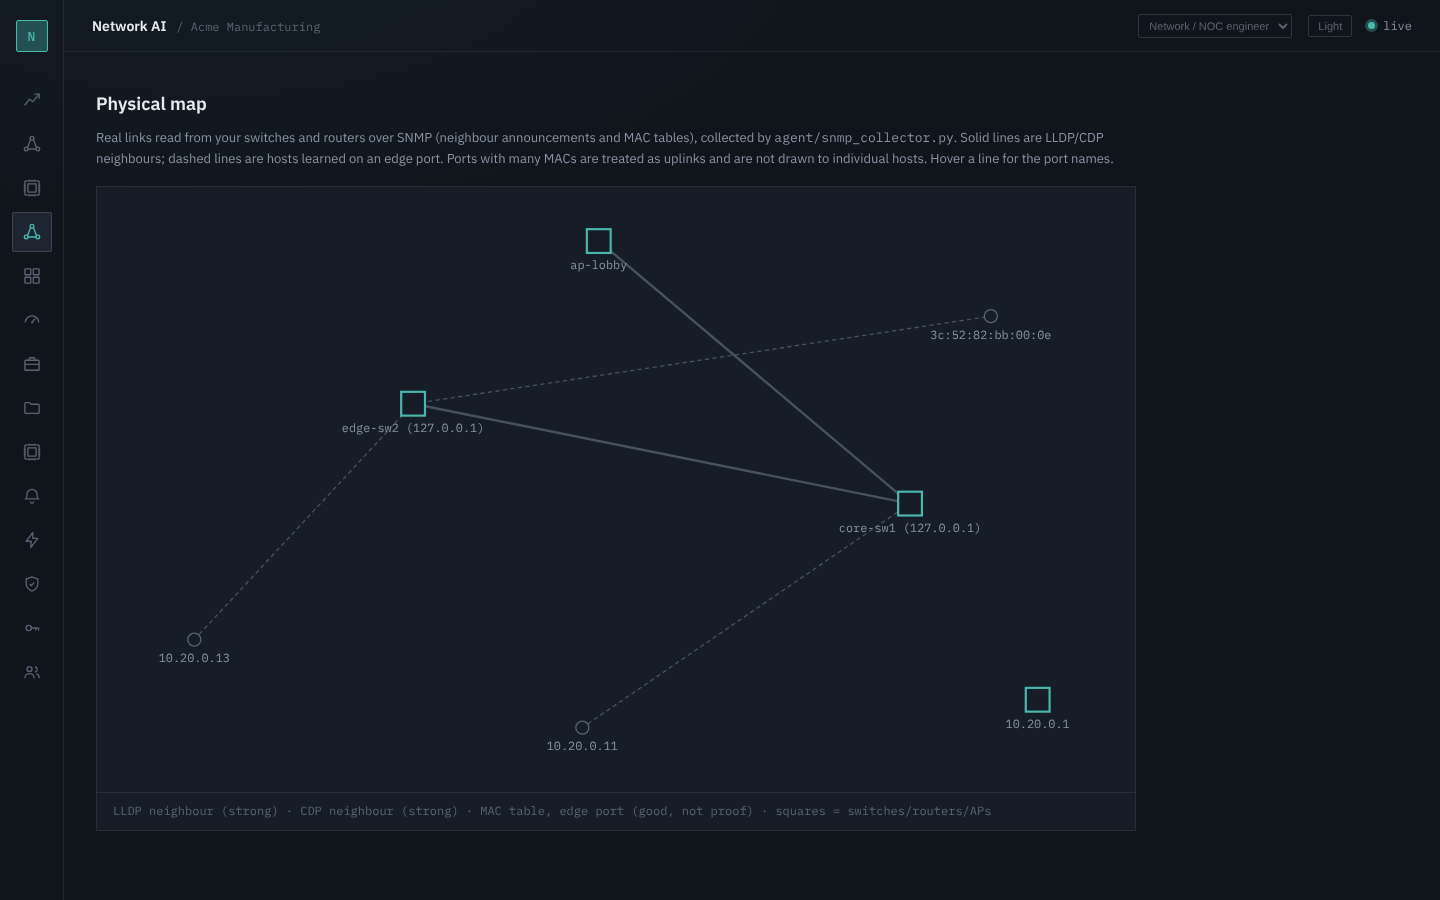 N
Network AI / Acme Manufacturing
Network / NOC engineer
Light
live
Physical map
Real links read from your switches and routers over SNMP (neighbour announcements and MAC tables), collected by agent/snmp_collector.py. Solid lines are LLDP/CDP
neighbours; dashed lines are hosts learned on an edge port. Ports with many MACs are treated as uplinks and are not drawn to individual hosts. Hover a line for the port names.
ap-lobby
3c:52:82:bb:00:0e
edge-sw2 (127.0.0.1)
core-sw1 (127.0.0.1)
10.20.0.13
10.20.0.1
10.20.0.11
LLDP neighbour (strong) · CDP neighbour (strong) · MAC table, edge port (good, not proof) · squares = switches/routers/APs